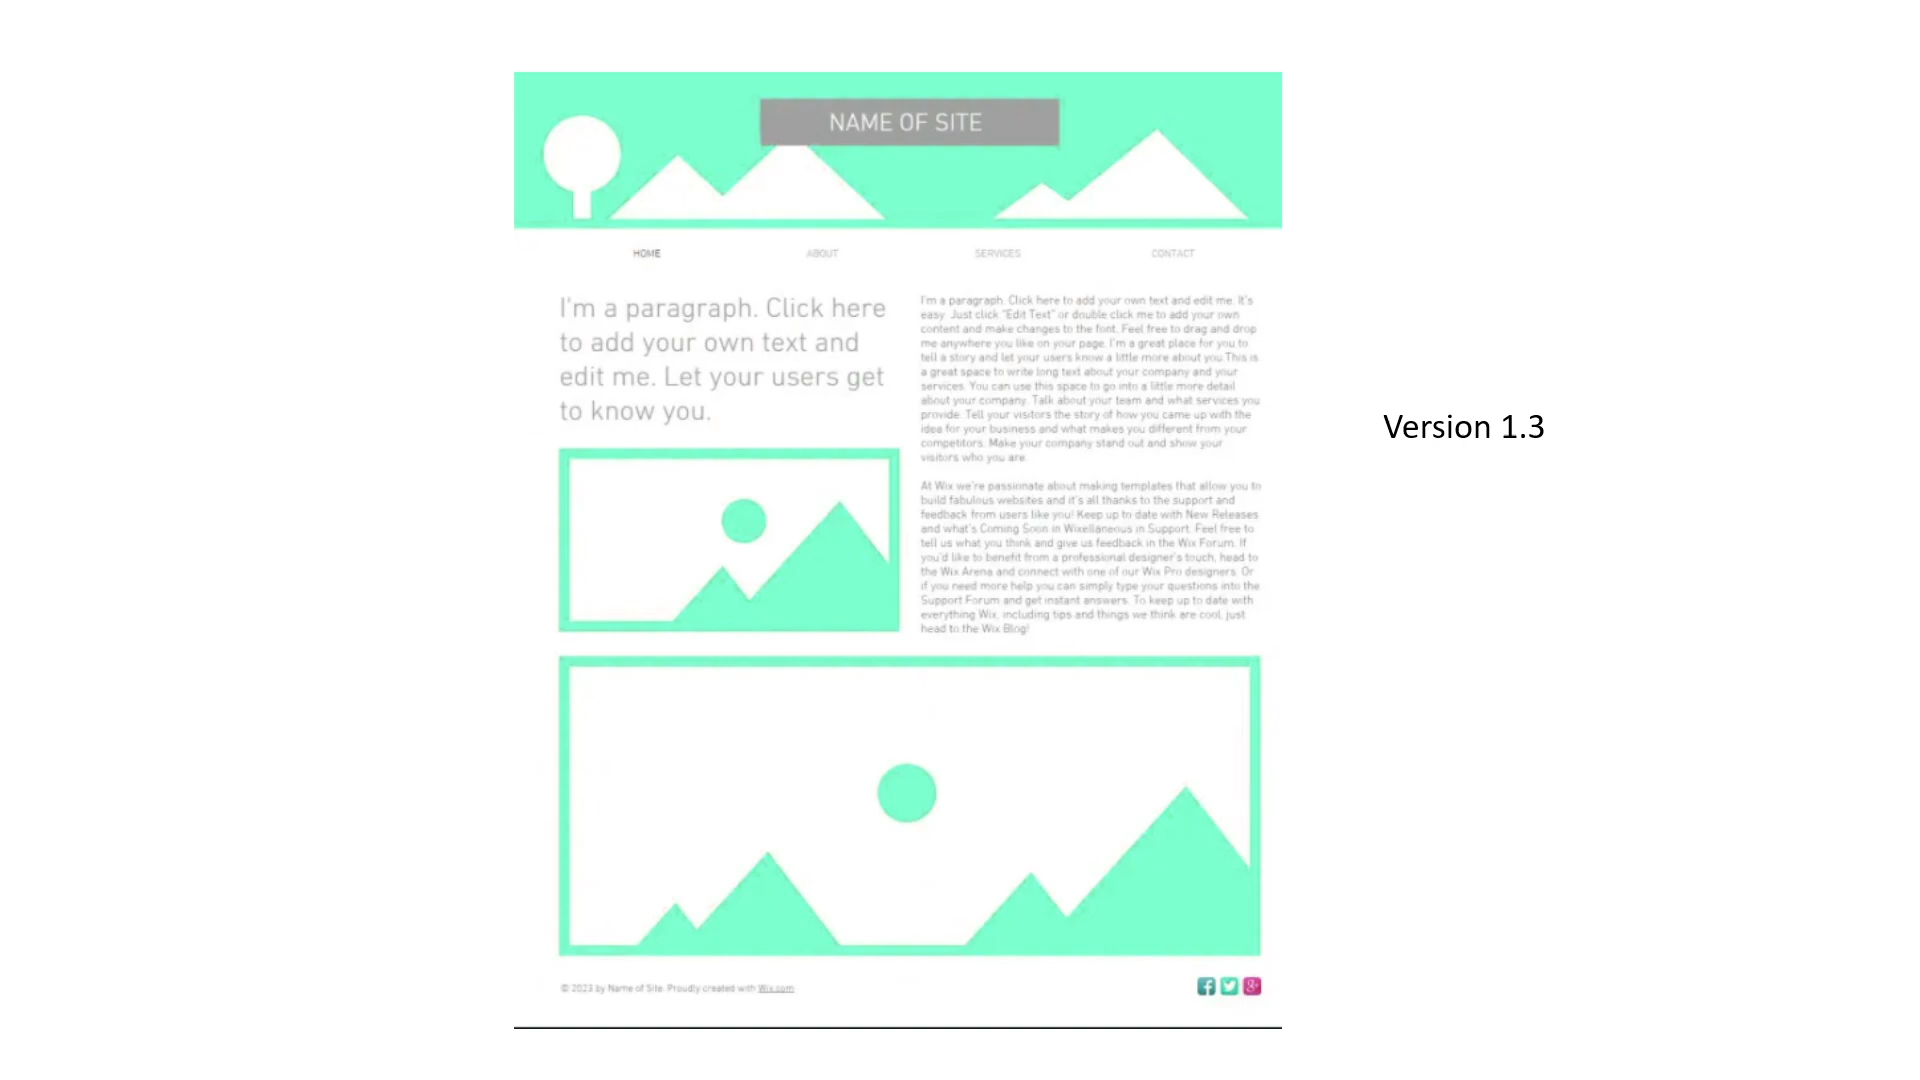 NAME OF SITE
HOME
ABOUT
SERVICES
CONTACT
I'm a paragraph. Click here
to add your own text and
edit me. Let your users get
to know you.
I'm a paragraph. Click here to add your own text and edit me. It's
easy. Just click "Edit Text" or double click me to add your own
content and make changes to the font. Feel free to drag and drop
me anywhere you like on your page. I'm a great place for you to
tell a story and let your users know a little more about you.This is
a great space to write long text about your company and your
services. You can use this space to go into a little more detail
about your company. Talk about your team and what services you
provide. Tell your visitors the story of how you came up with the
idea for your business and what makes you different from your
competitors. Make your company stand out and show your
visitors who you are.
At Wix we're passionate about making templates that allow you to
build fabulous websites and it's all thanks to the support and
feedback from users like you! Keep up to date with New Releases
and what's Coming Soon in Wixellaneous in Support. Feel free to
tell us what you think and give us feedback in the Wix Forum. If
you'd like to benefit from a professional designer's touch, head to
the Wix Arena and connect with one of our Wix Pro designers. Or
if you need more help you can simply type your questions into the
Support Forum and get instant answers. To keep up to date with
everything Wix, including tips and things we think are cool, just
head to the Wix Blog!
© 2023 by Name of Site. Proudly created with Wix.com
Version 1.3